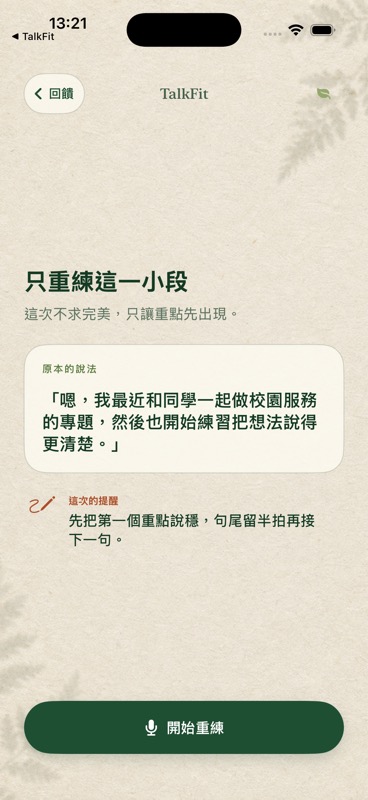 13:21
◀ TalkFit
回饋
TalkFit
只重練這一小段
這次不求完美，只讓重點先出現。
原本的說法
「嗯，我最近和同學一起做校園服務
的專題，然後也開始練習把想法說得
更清楚。」
這次的提醒
先把第一個重點說穩，句尾留半拍再接
下一句。
開始重練